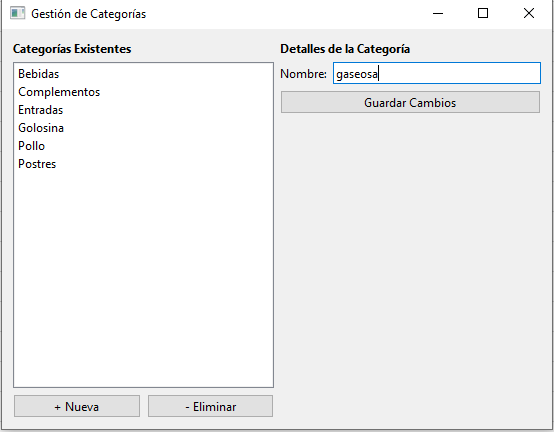 Gestión de Categorías
Categorías Existentes
Bebidas
Complementos
Entradas
Golosina
Pollo
Postres
+ Nueva
- Eliminar
Detalles de la Categoría
Nombre: gaseosa
Guardar Cambios